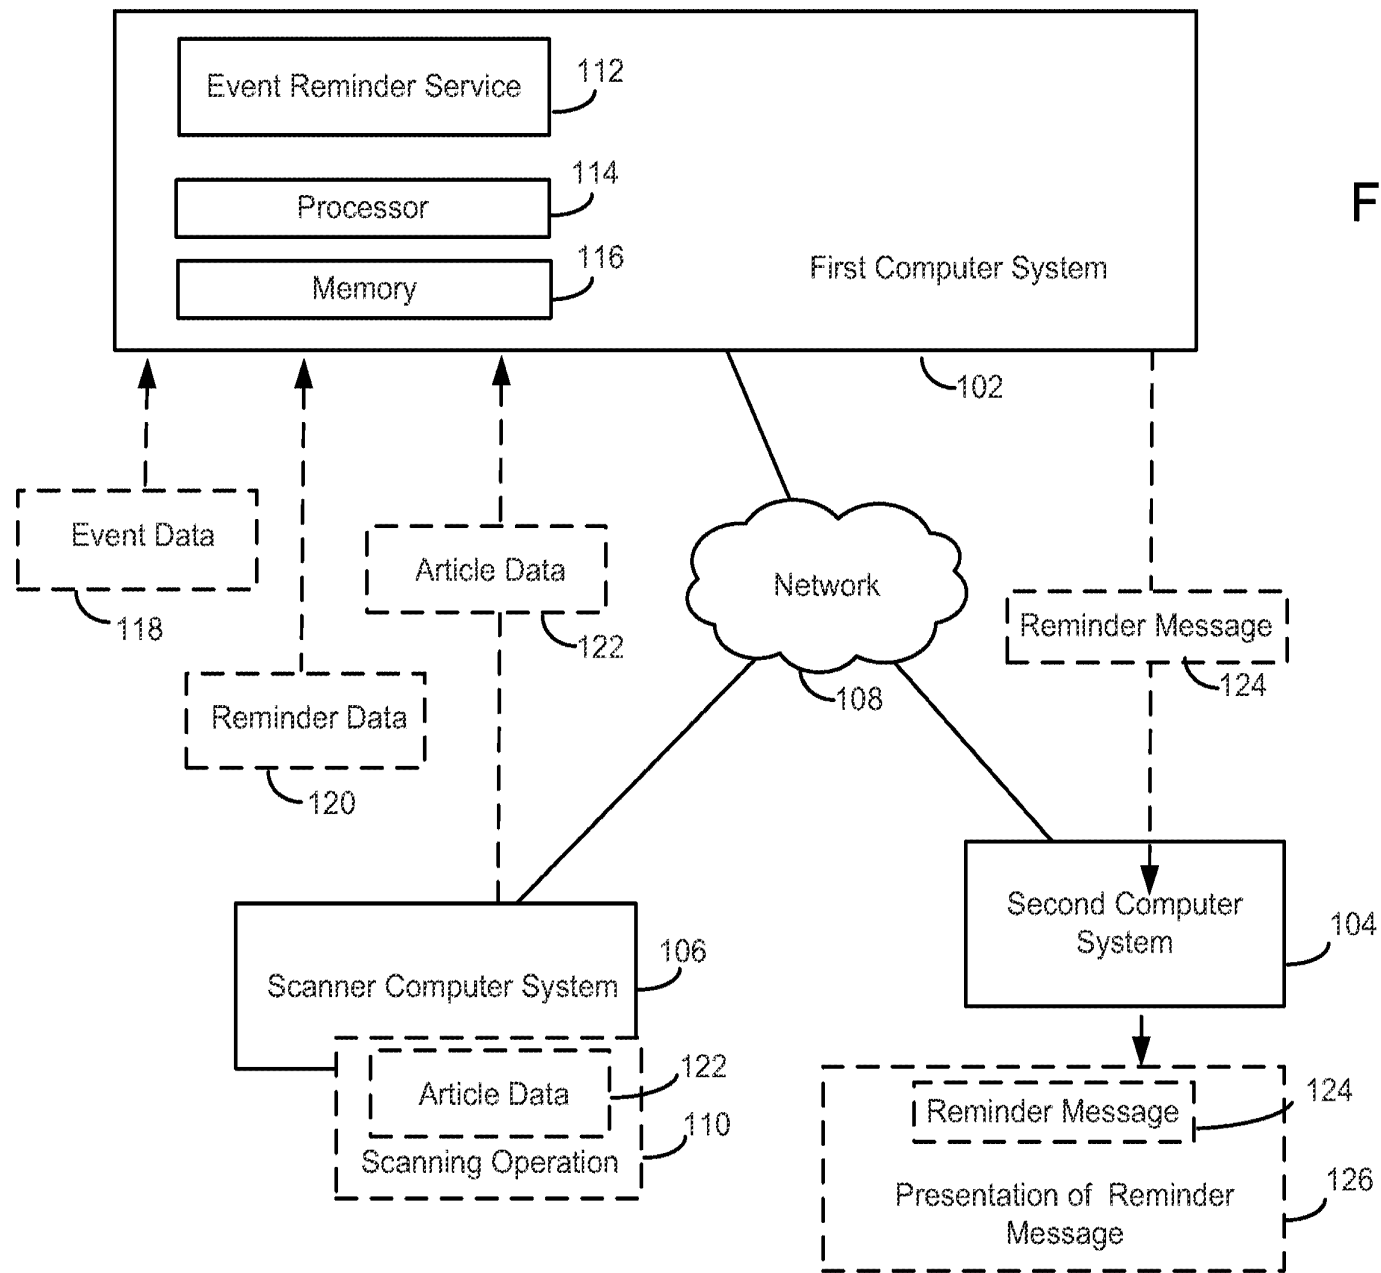 Event Reminder Service
112
Processor
114
Memory
116
First Computer System
102
F
Event Data
118
Reminder Data
120
Article Data
122
Network
108
Reminder Message
124
Scanner Computer System
106
Article Data
122
Scanning Operation
110
Second Computer
System
104
Reminder Message
124
Presentation of Reminder
Message
126